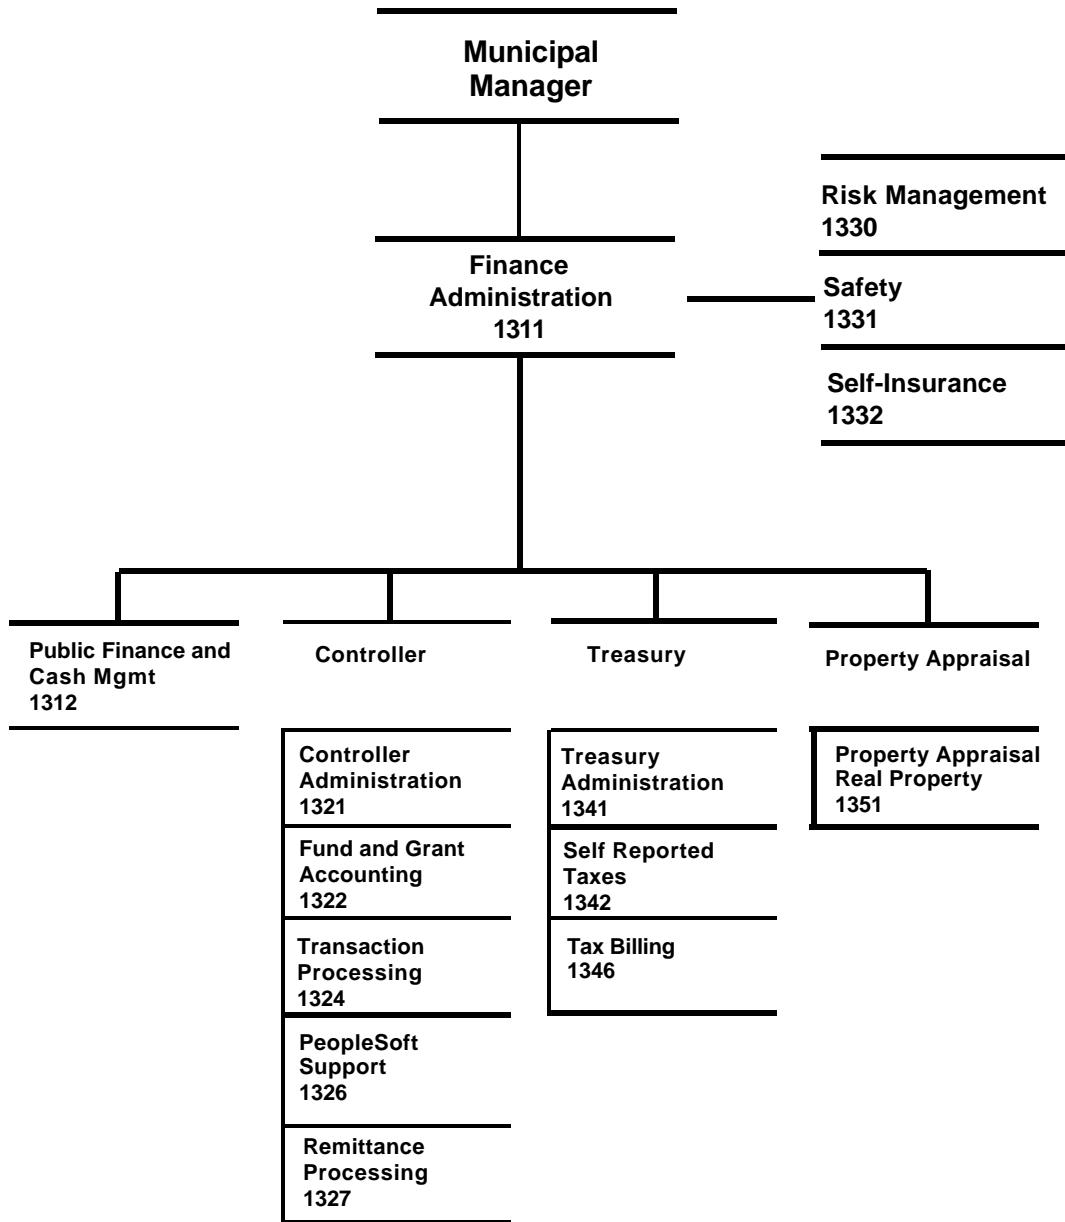 Municipal
Manager
Risk Management
1330
Finance
Administration
1311
Safety
1331
Self-Insurance
1332
Public Finance and
Cash Mgmt
1312
Controller
Treasury
Property Appraisal
Controller
Administration
1321
Fund and Grant
Accounting
1322
Transaction
Processing
1324
PeopleSoft
Support
1326
Remittance
Processing
1327
Treasury
Administration
1341
Self Reported
Taxes
1342
Tax Billing
1346
Property Appraisal
Real Property
1351